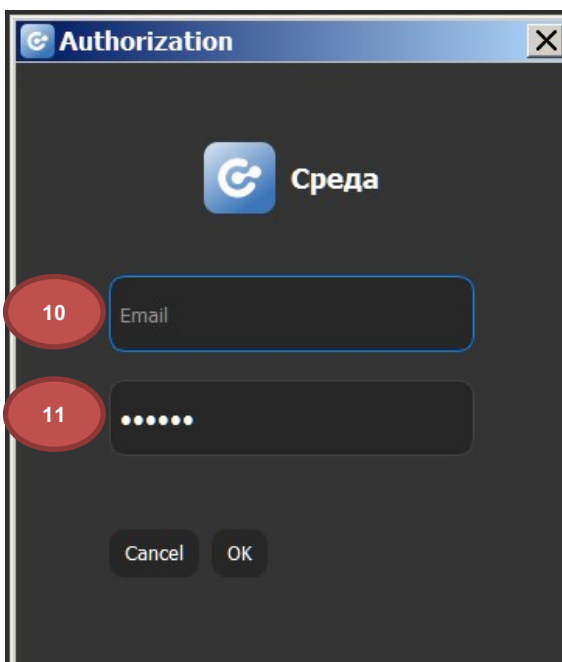 Authorization
Среда
10
Email
11
••••••
Cancel OK